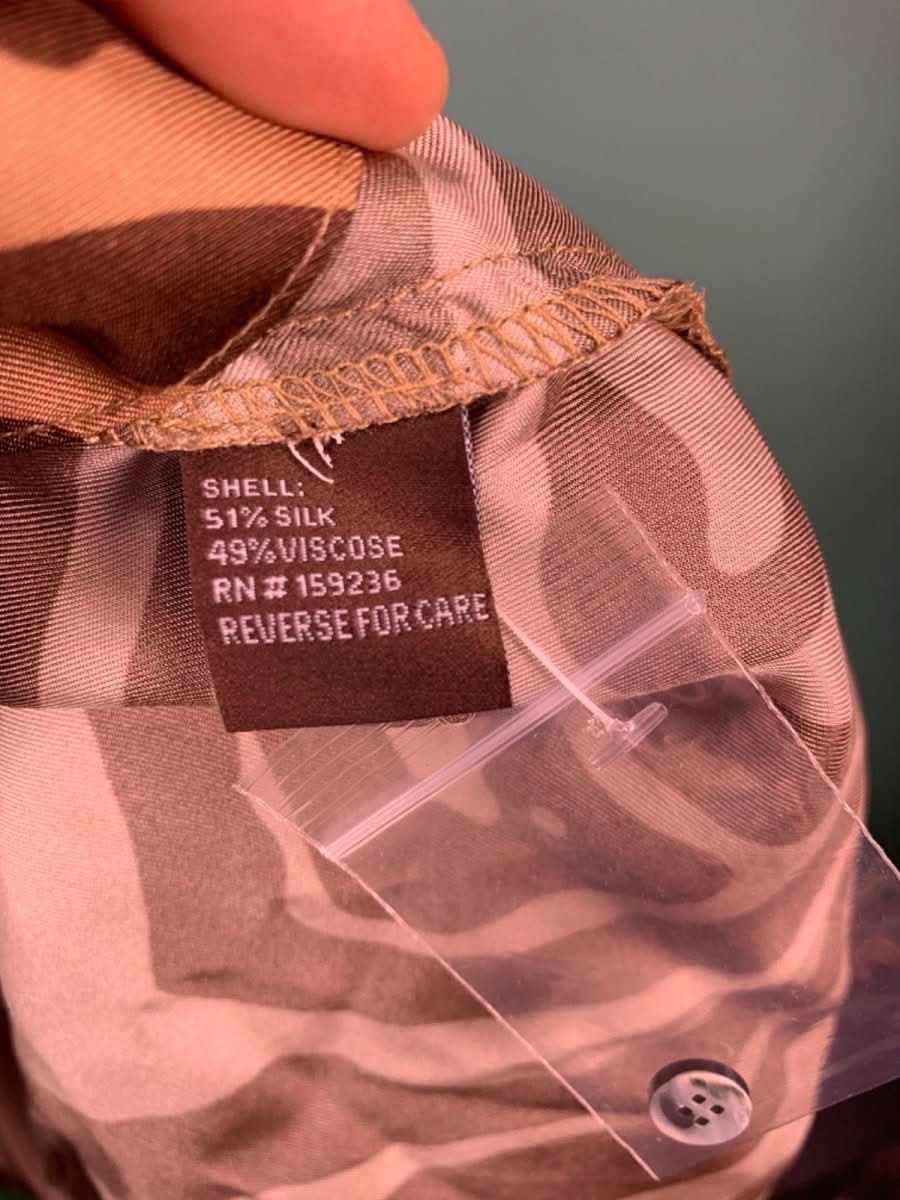 SHELL:
51% SILK
49% VISCOSE
RN # 159236
REVERSE FOR CARE